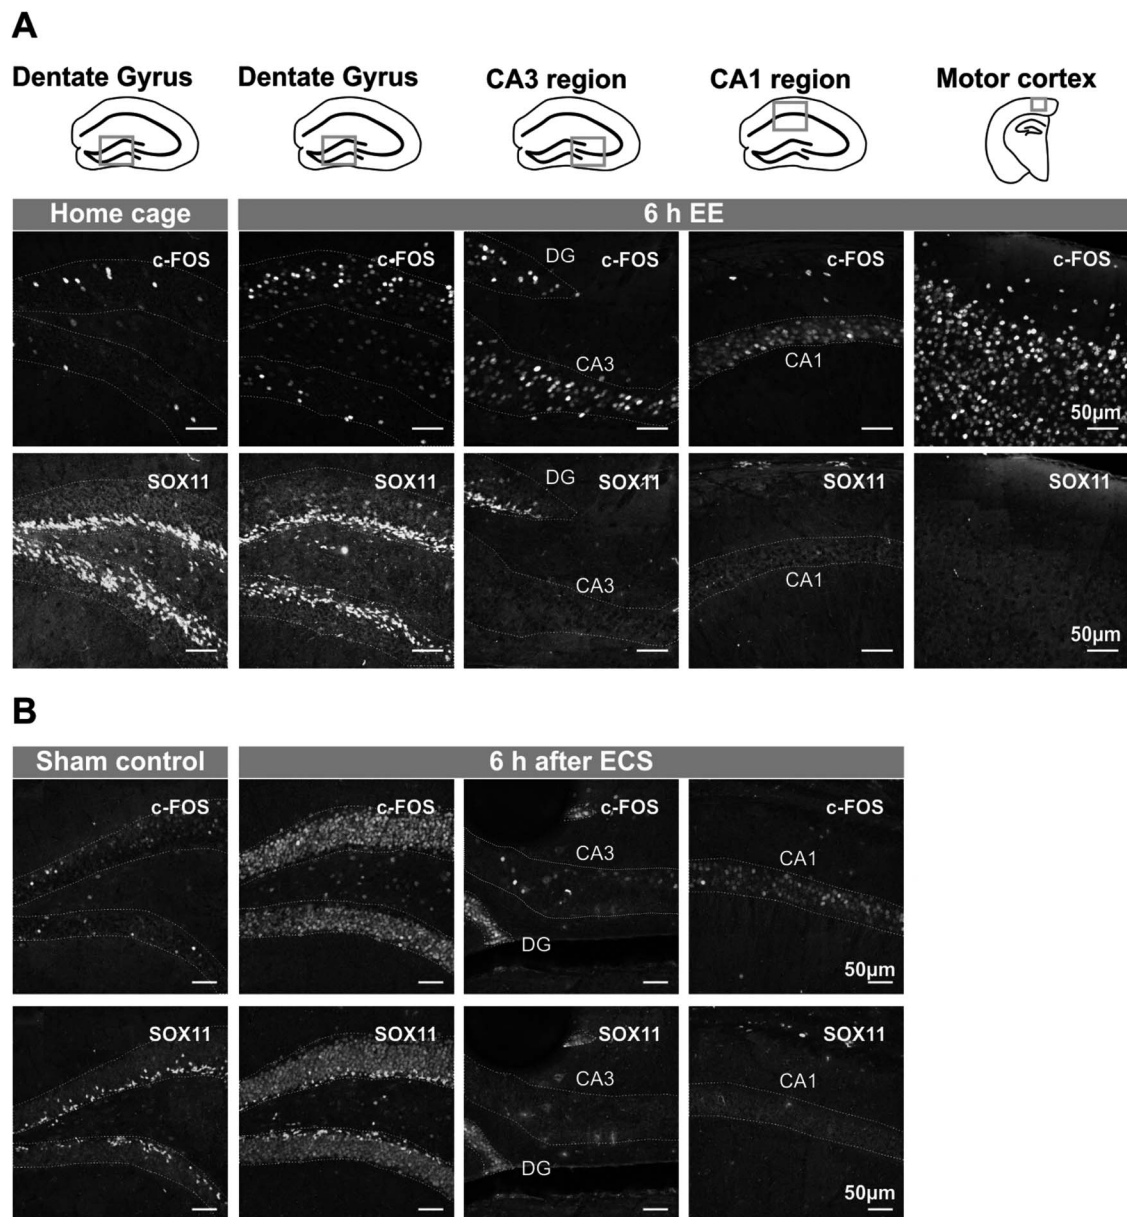 A
Dentate Gyrus Dentate Gyrus CA3 region CA1 region Motor cortex
Home cage 6 h EE
c-FOS c-FOS DG c-FOS c-FOS c-FOS
CA3 CA1
50µm
SOX11 SOX11 DG SOX11 SOX11 SOX11
CA3 CA1
50µm
B
Sham control 6 h after ECS
c-FOS c-FOS c-FOS c-FOS
CA3 CA1
DG
50µm
SOX11 SOX11 SOX11 SOX11
CA3 CA1
DG
50µm